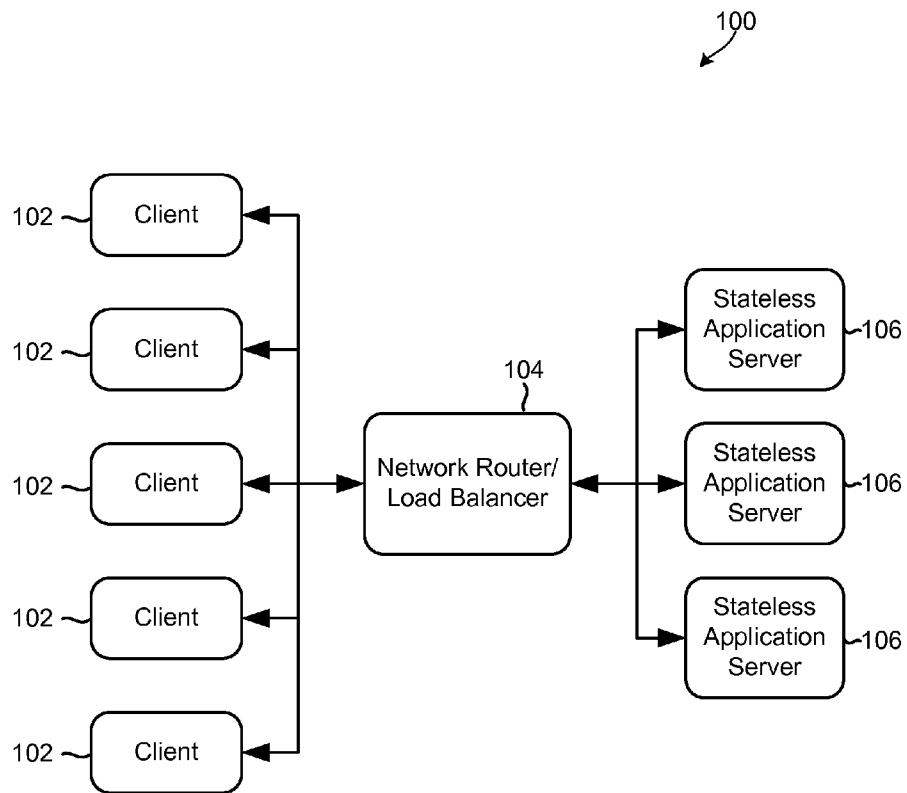 100
102
Client
102
Client
102
Client
102
Client
102
Client
104
Network Router/
Load Balancer
Stateless
Application
Server
106
Stateless
Application
Server
106
Stateless
Application
Server
106